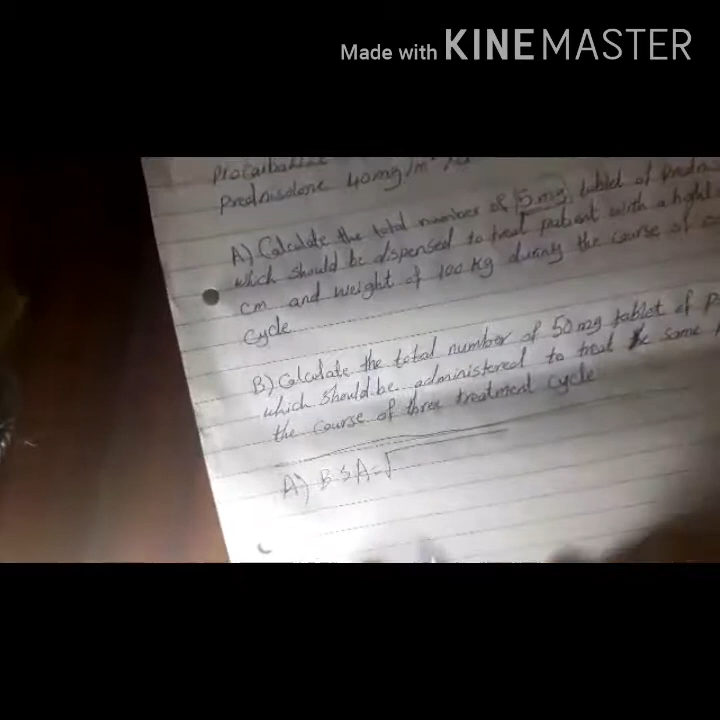 Made with KINEMASTER
Procarbazine
Prednisolone 40mg/m²
A) Calculate the total number of 5mg tablet of
which should be dispensed to treat patient with a
cm and weight of 100 kg during the course of
cycle
B) Calculate the total number of 50mg tablet of
which should be administered to treat the same
the course of three treatment cycle
A) BSA=√